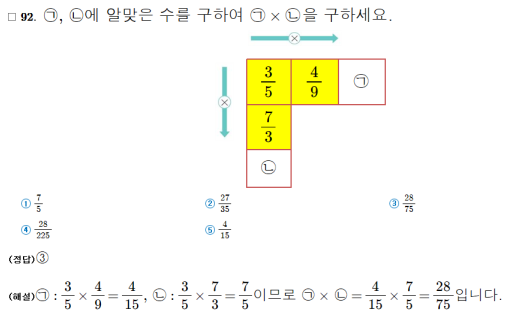 □ 92. ㉠, ㉡에 알맞은 수를 구하여 ㉠ × ㉡을 구하세요.
×
× 3/5 4/9 ㉠
7/3
㉡
① 7/5 ② 27/35 ③ 28/75
④ 28/225 ⑤ 4/15
(정답)③
(해설)㉠ : 3/5 × 4/9 = 4/15, ㉡ : 3/5 × 7/3 = 7/5이므로 ㉠ × ㉡ = 4/15 × 7/5 = 28/75입니다.